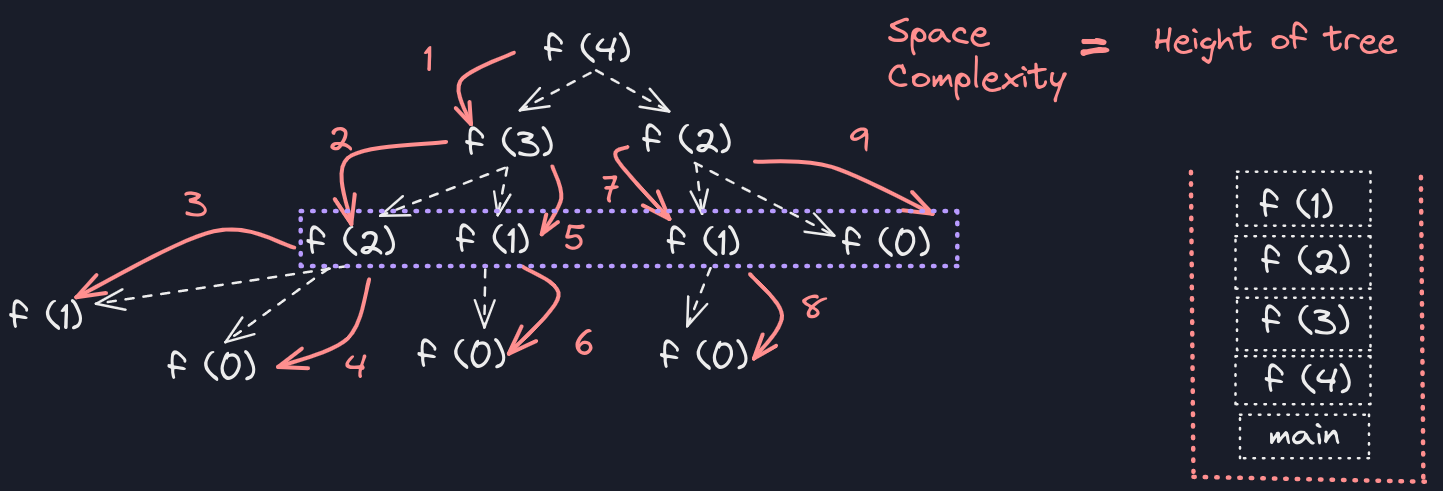 Space
Complexity = Height of tree
1
f (4)
2
f (3)
f (2)
9
3
7
f (2)
f (1)
5
f (1)
f (0)
f (1)
f (0)
4
f (0)
6
f (0)
8
f (1)
f (2)
f (3)
f (4)
main